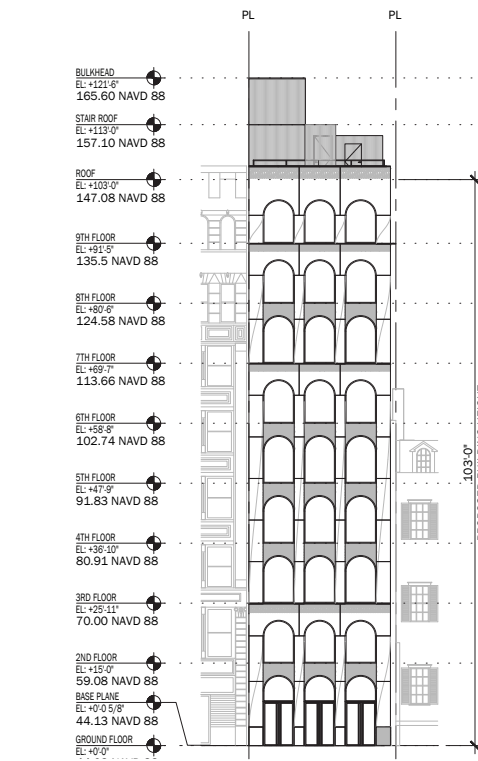 PL
PL
BULKHEAD
EL: +121'-6"
165.60 NAVD 88
STAIR ROOF
EL: +113'-0"
157.10 NAVD 88
ROOF
EL: +103'-0"
147.08 NAVD 88
9TH FLOOR
EL: +91'-5"
135.5 NAVD 88
8TH FLOOR
EL: +80'-6"
124.58 NAVD 88
7TH FLOOR
EL: +69'-7"
113.66 NAVD 88
6TH FLOOR
EL: +58'-8"
102.74 NAVD 88
5TH FLOOR
EL: +47'-9"
91.83 NAVD 88
4TH FLOOR
EL: +36'-10"
80.91 NAVD 88
3RD FLOOR
EL: +25'-11"
70.00 NAVD 88
2ND FLOOR
EL: +15'-0"
59.08 NAVD 88
BASE PLANE
EL: +0'-0 5/8"
44.13 NAVD 88
GROUND FLOOR
EL: +0'-0"
103'-0"